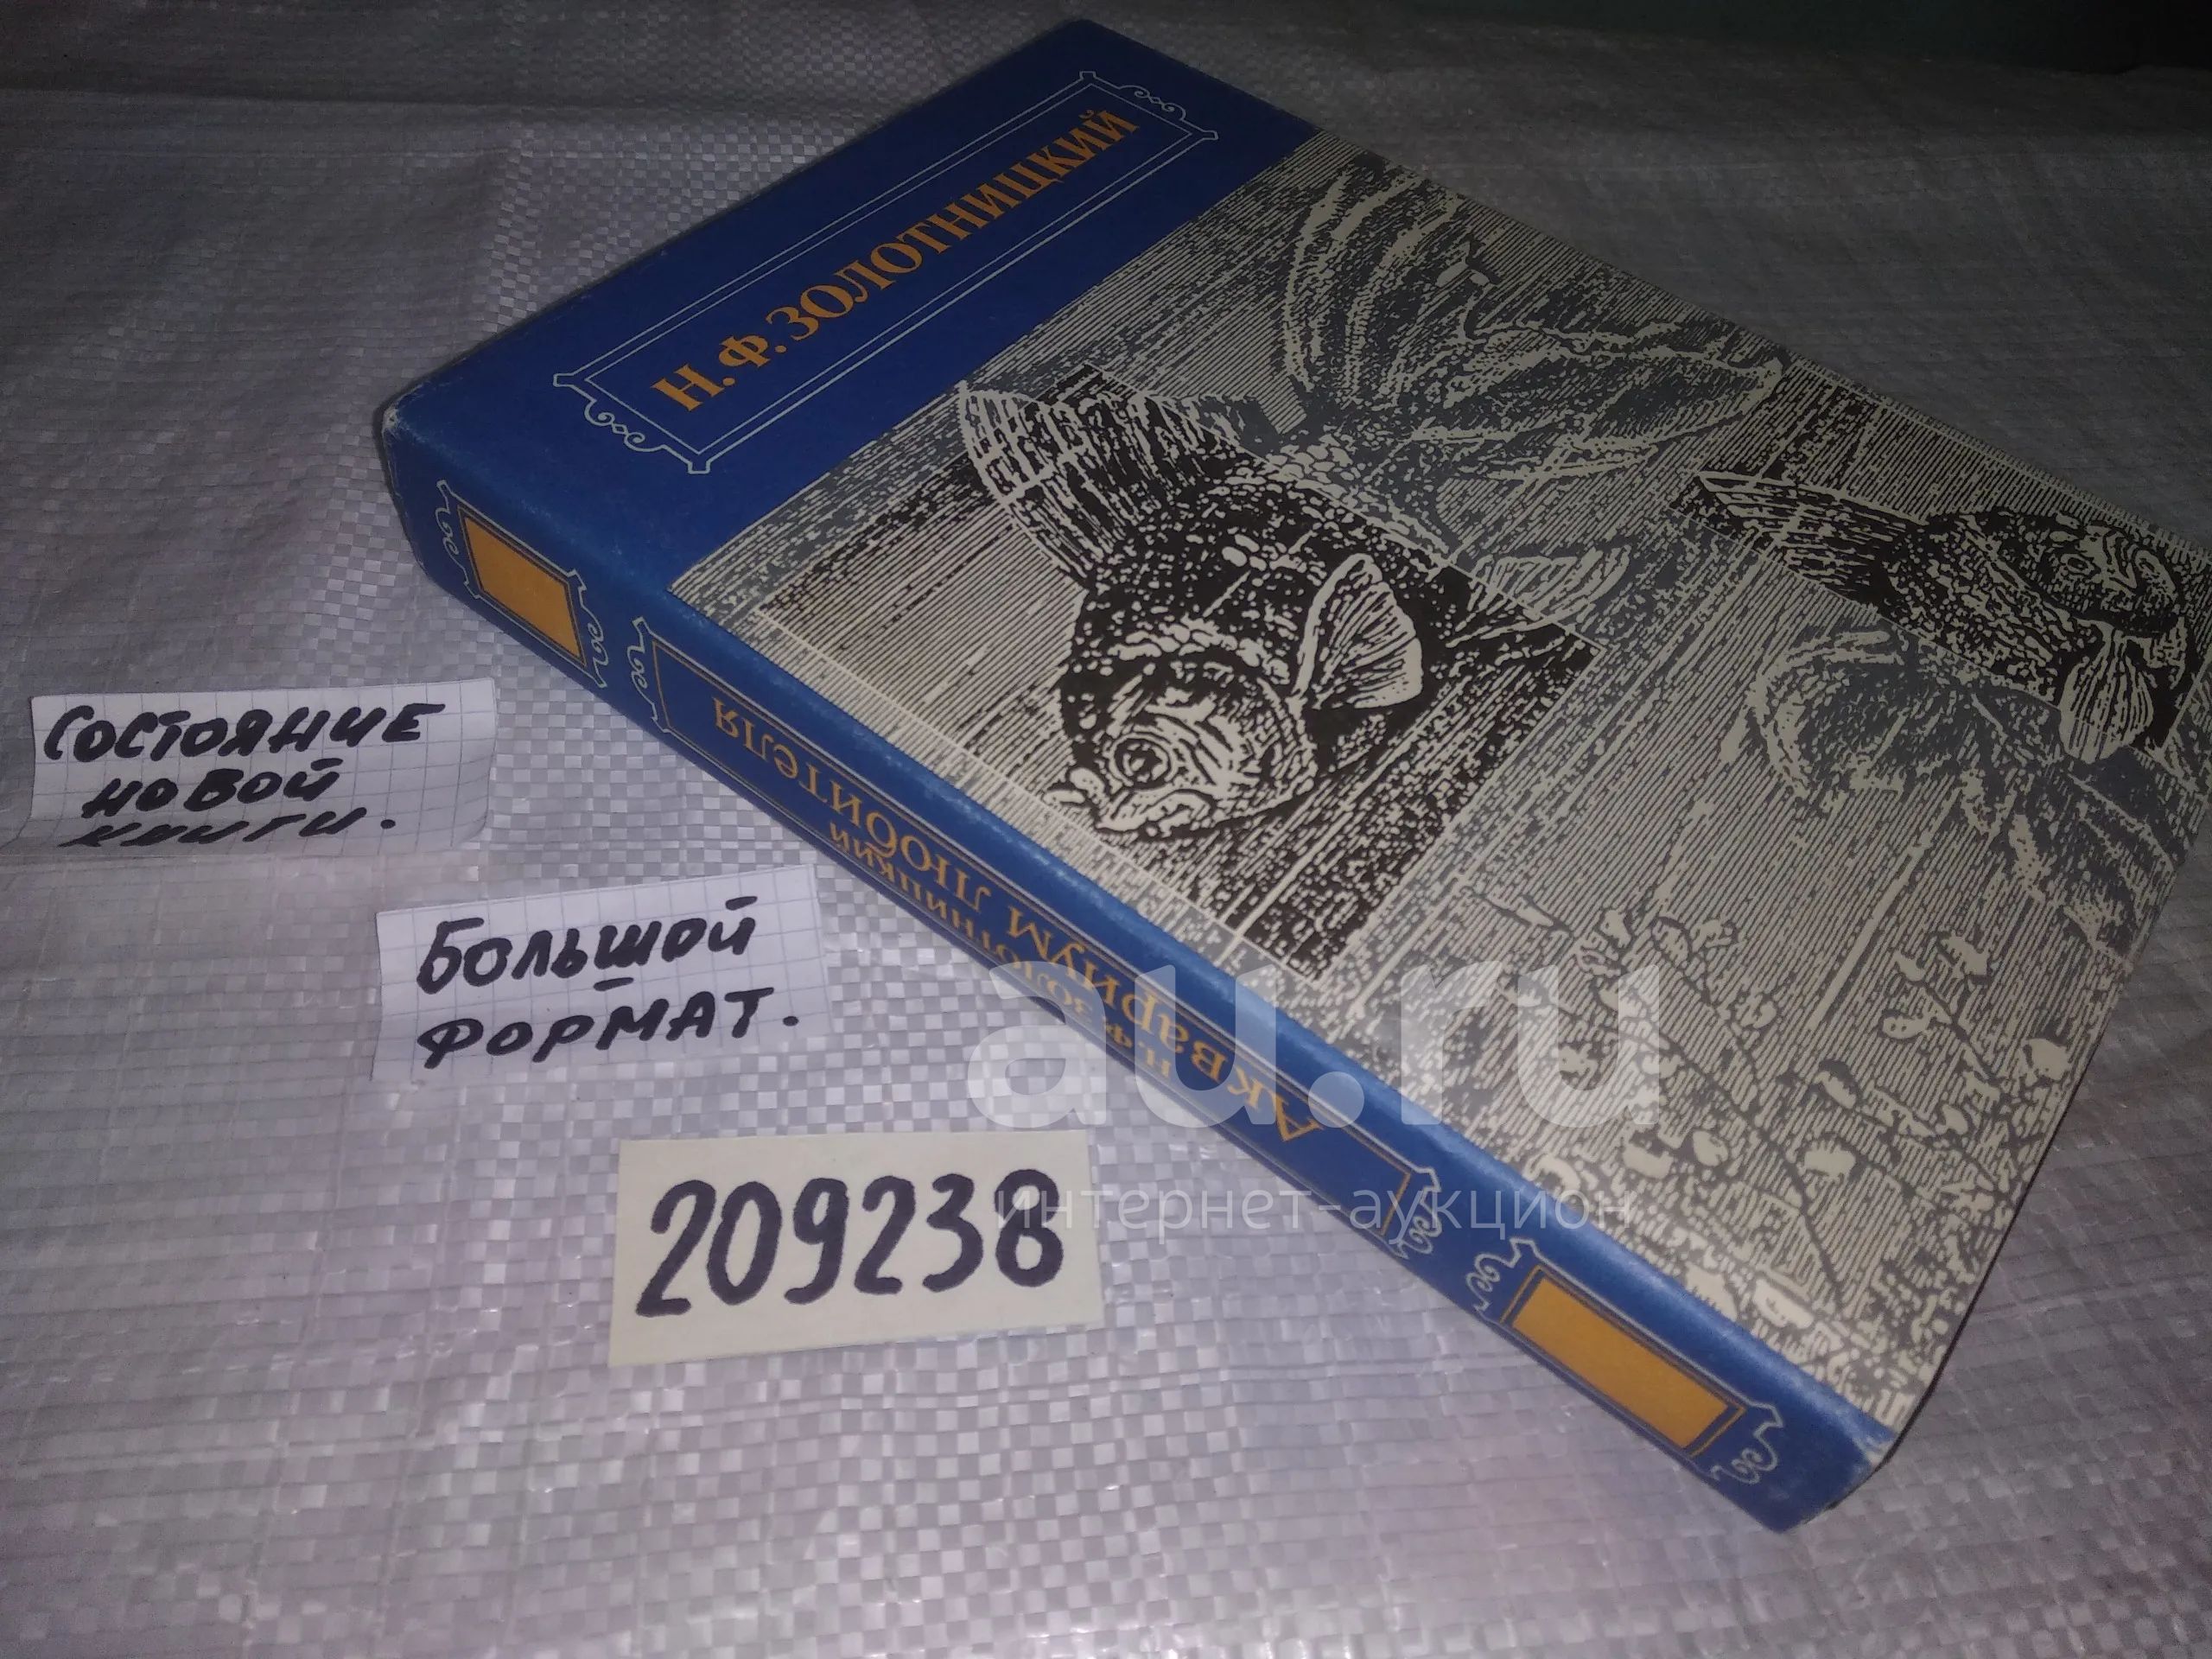 Н. Ф. ЗОЛОТНИЦКИЙ
Н. Ф. ЗОЛОТНИЦКИЙ
Аквариум любителя
СОСТОЯНИЕ
НОВОЙ
КНИГИ.
БОЛЬШОЙ
ФОРМАТ.
209238
au.ru
интернет-аукцион